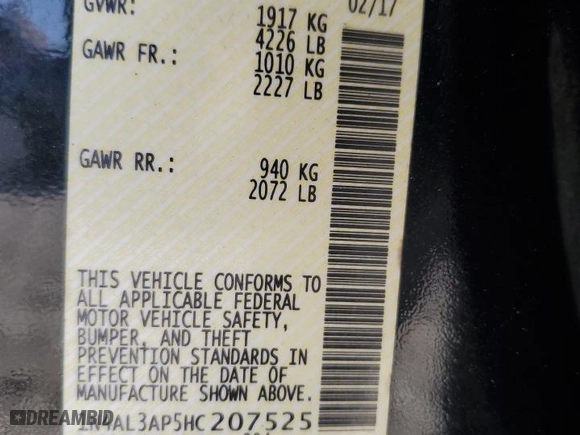 GVWR: 1917 KG 02/17
4226 LB
GAWR FR.: 1010 KG
2227 LB
GAWR RR.: 940 KG
2072 LB
THIS VEHICLE CONFORMS TO
ALL APPLICABLE FEDERAL
MOTOR VEHICLE SAFETY,
BUMPER, AND THEFT
PREVENTION STANDARDS IN
EFFECT ON THE DATE OF
MANUFACTURE SHOWN ABOVE.
1N4AL3AP5HC207525
DREAMBID